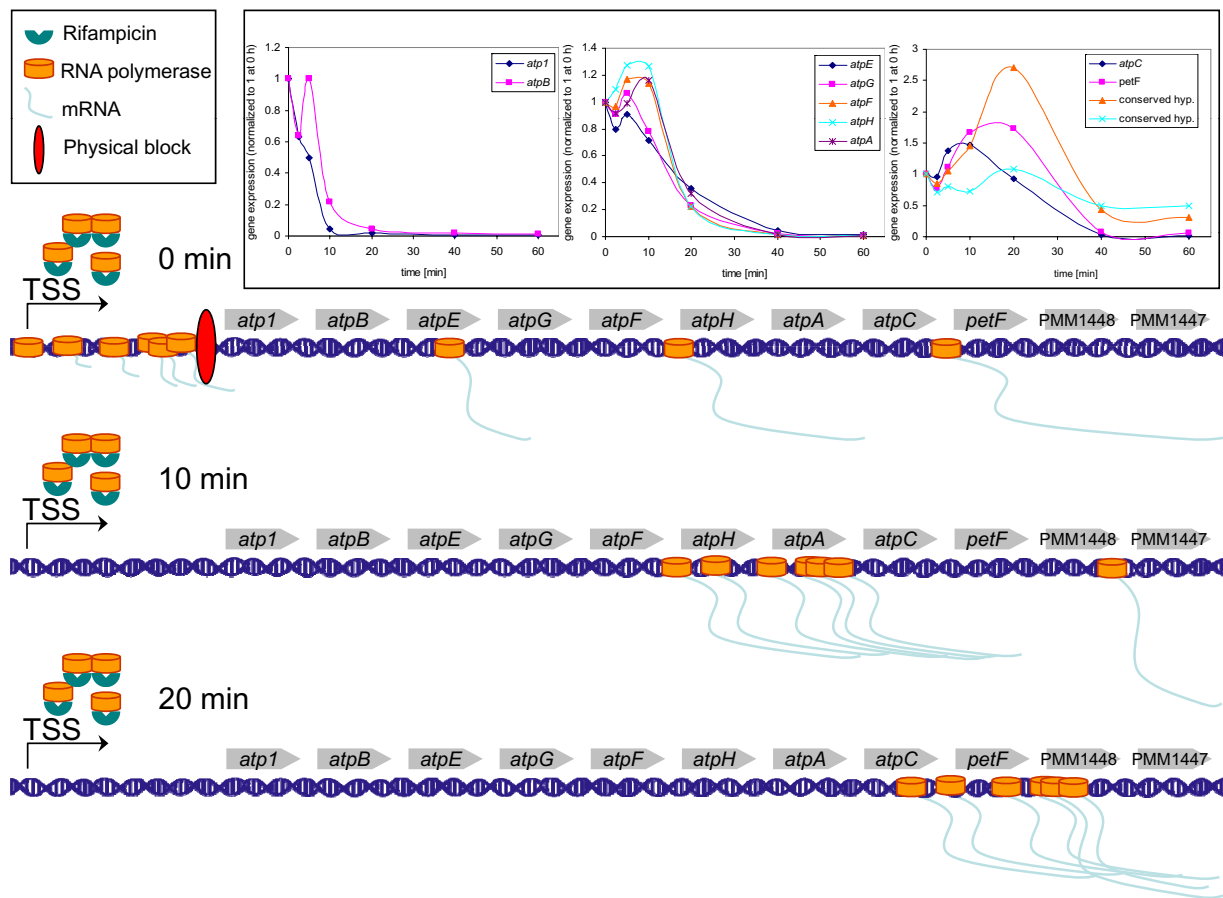 Rifampicin
RNA polymerase
mRNA
Physical block
gene expression (normalized to 1 at 0 h)
1.2
1
0.8
0.6
0.4
0.2
0
0 10 20 30 40 50 60
time [min]
atp1
atpB
gene expression (normalized to 1 at 0 h)
1.4
1.2
1.0
0.8
0.6
0.4
0.2
0
0 10 20 30 40 50 60
time [min]
atpE
atpG
atpF
atpH
atpA
gene expression (normalized to 1 at 0 h)
3
2.5
2
1.5
1
0.5
0
0 10 20 30 40 50 60
time [min]
atpC
petF
conserved hyp.
conserved hyp.
0 min
TSS
atp1 atpB atpE atpG atpF atpH atpA atpC petF PMM1448 PMM1447
10 min
TSS
atp1 atpB atpE atpG atpF atpH atpA atpC petF PMM1448 PMM1447
20 min
TSS
atp1 atpB atpE atpG atpF atpH atpA atpC petF PMM1448 PMM1447